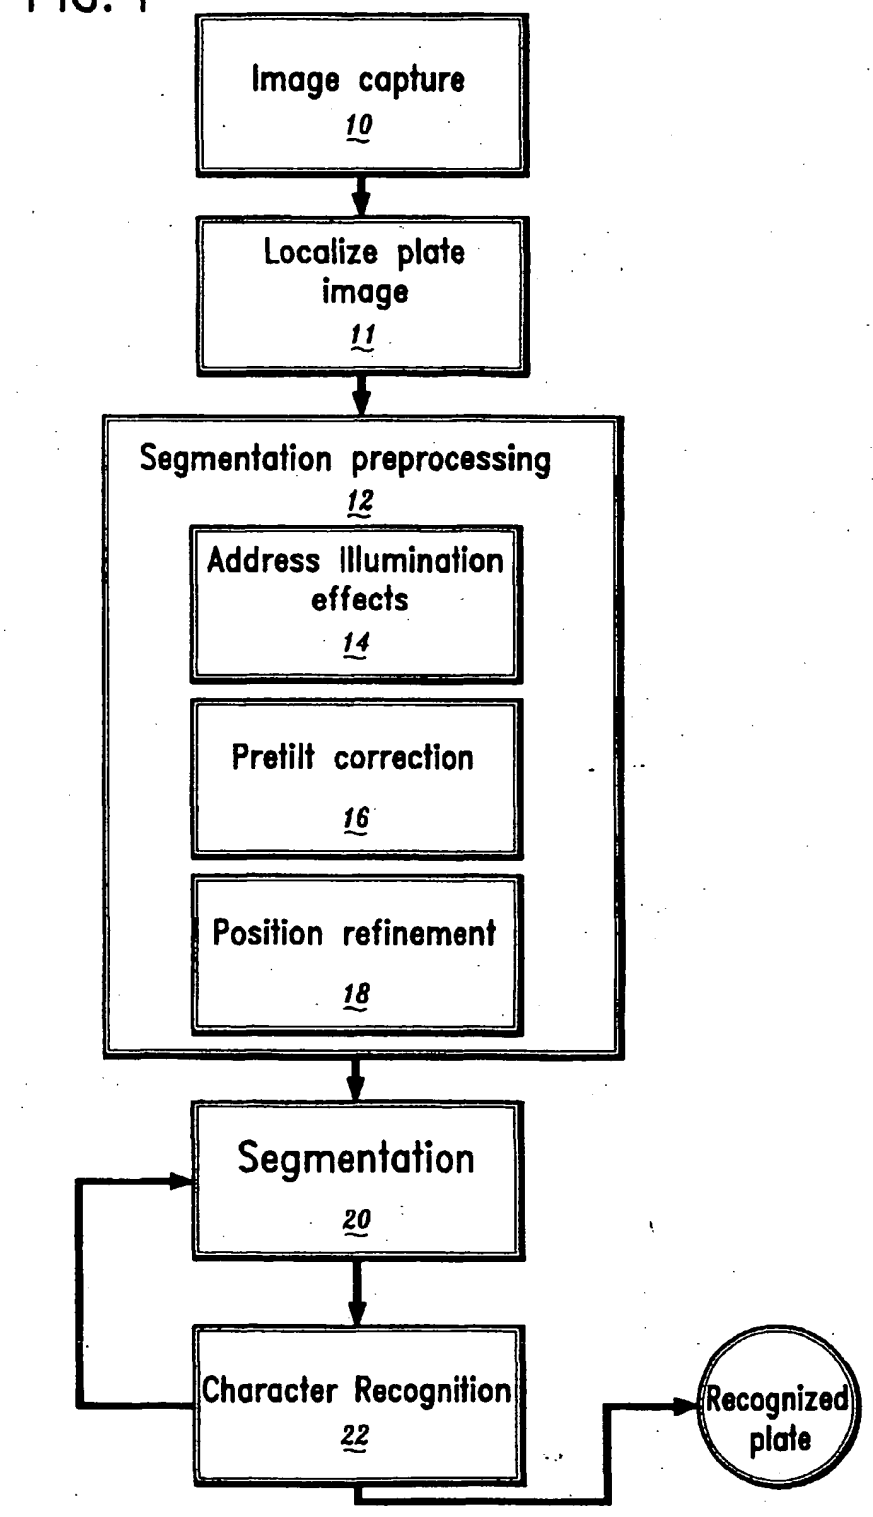 FIG. 1
Image capture
10
Localize plate
image
11
Segmentation preprocessing
12
Address Illumination
effects
14
Pretilt correction
16
Position refinement
18
Segmentation
20
Character Recognition
22
Recognized
plate